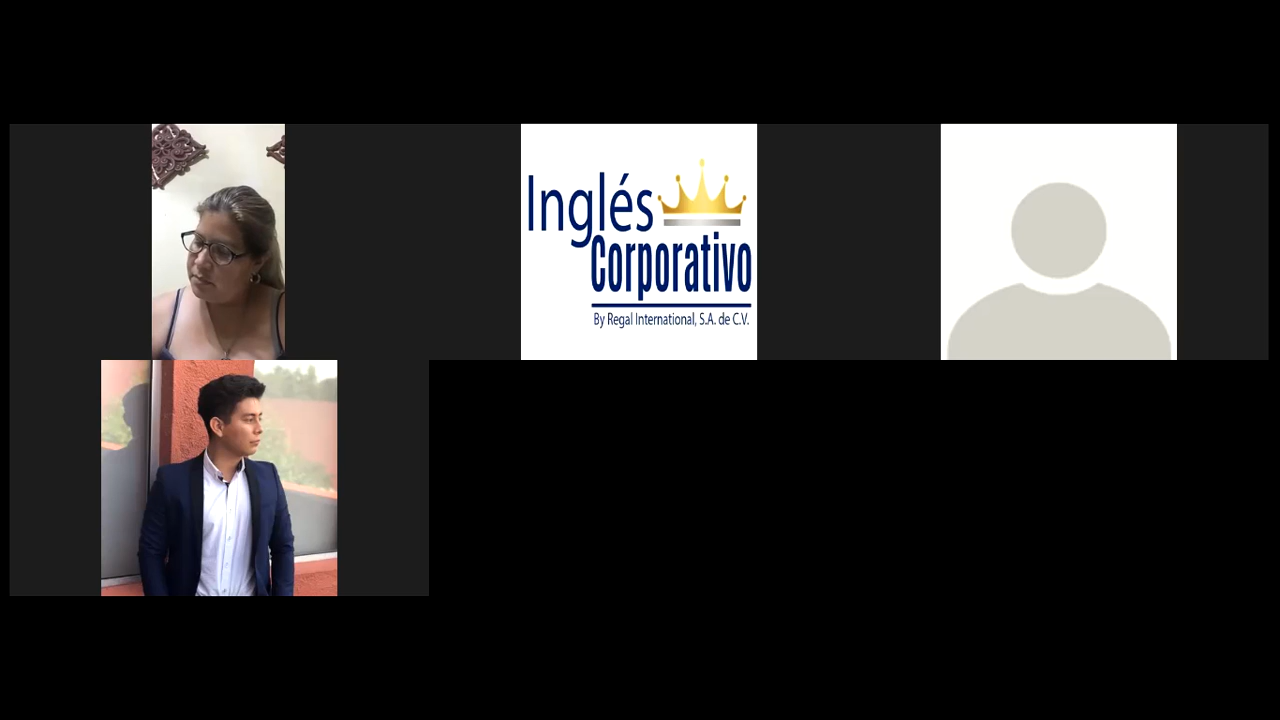 Inglés
Corporativo
By Regal International, S.A. de C.V.